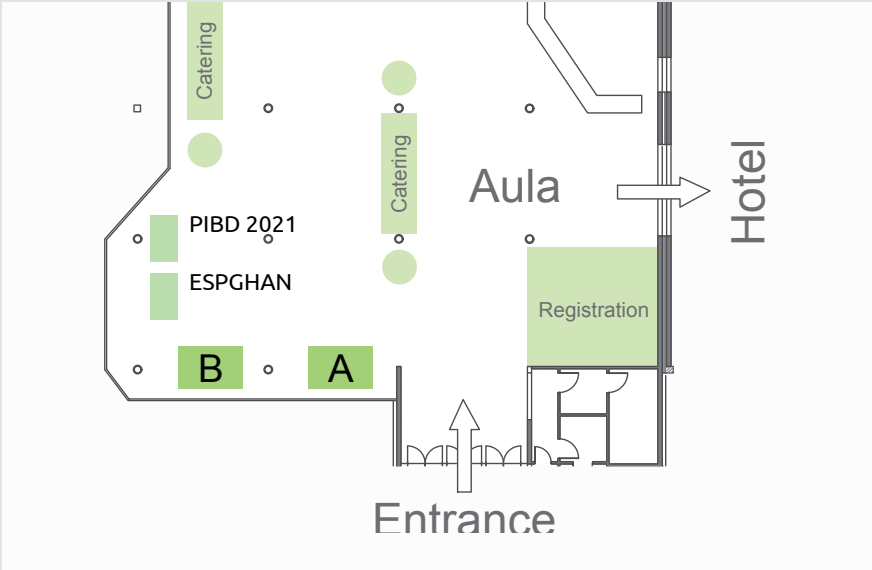 Catering
Catering
Aula
Hotel
PIBD 2021
ESPGHAN
Registration
B
A
Entrance